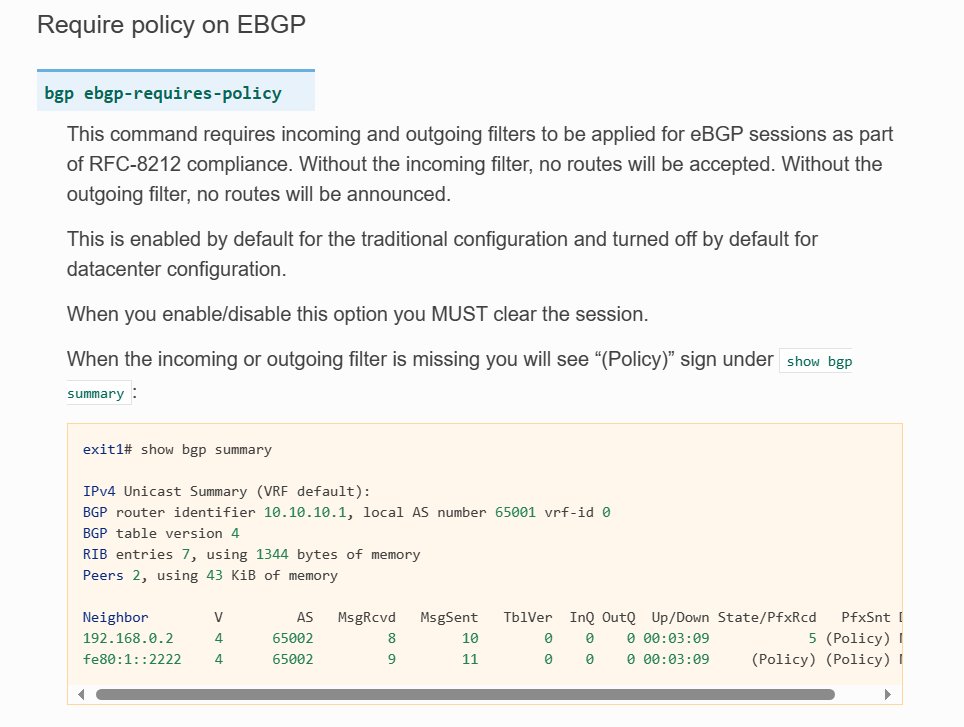 Require policy on EBGP
bgp ebgp-requires-policy
This command requires incoming and outgoing filters to be applied for eBGP sessions as part
of RFC-8212 compliance. Without the incoming filter, no routes will be accepted. Without the
outgoing filter, no routes will be announced.
This is enabled by default for the traditional configuration and turned off by default for
datacenter configuration.
When you enable/disable this option you MUST clear the session.
When the incoming or outgoing filter is missing you will see “(Policy)” sign under show bgp
summary:
exit1# show bgp summary
IPv4 Unicast Summary (VRF default):
BGP router identifier 10.10.10.1, local AS number 65001 vrf-id 0
BGP table version 4
RIB entries 7, using 1344 bytes of memory
Peers 2, using 43 KiB of memory
Neighbor        V         AS   MsgRcvd   MsgSent   TblVer  InQ OutQ  Up/Down State/PfxRcd   PfxSnt
192.168.0.2     4      65002         8        10        0    0    0 00:03:09            5 (Policy)
fe80:1::2222    4      65002         9        11        0    0    0 00:03:09     (Policy) (Policy)